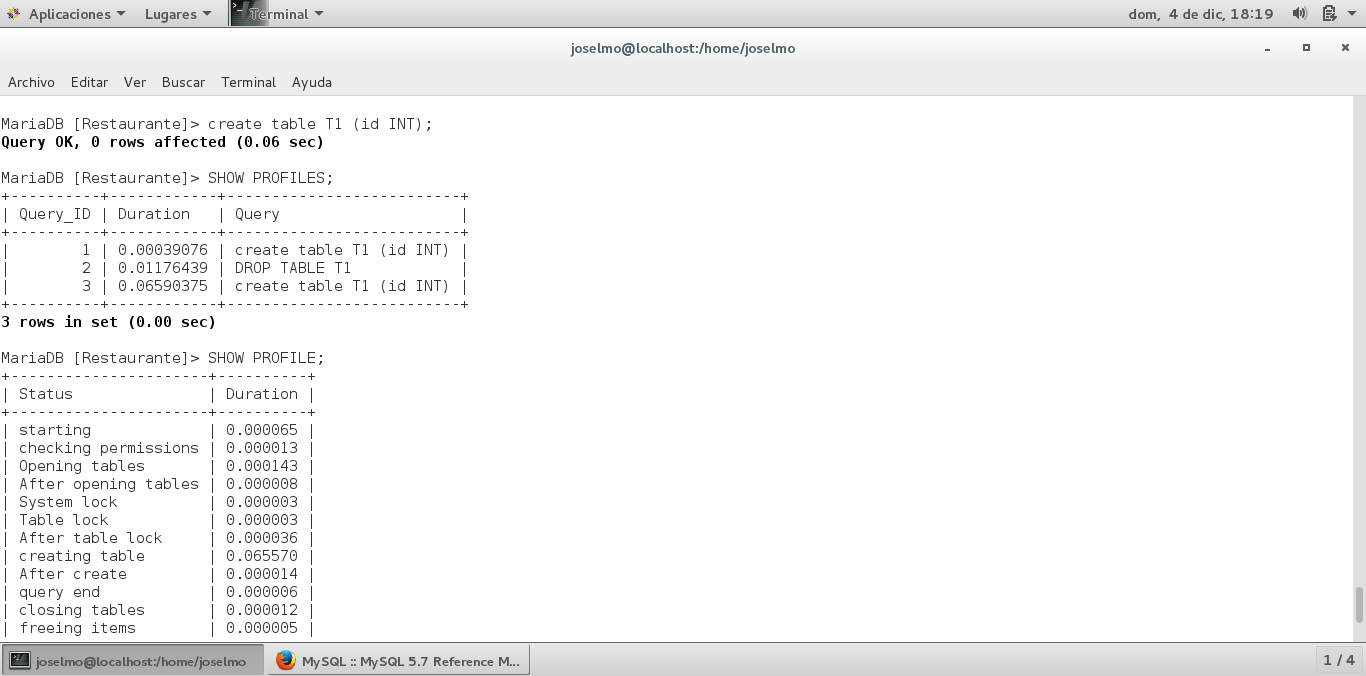 Aplicaciones Lugares Terminal dom, 4 de dic, 18:19
joselmo@localhost:/home/joselmo
Archivo Editar Ver Buscar Terminal Ayuda
MariaDB [Restaurante]> create table T1 (id INT);
Query OK, 0 rows affected (0.06 sec)
MariaDB [Restaurante]> SHOW PROFILES;
+----------+------------+--------------------------+
| Query_ID | Duration   | Query                    |
+----------+------------+--------------------------+
|        1 | 0.00039076 | create table T1 (id INT) |
|        2 | 0.01176439 | DROP TABLE T1            |
|        3 | 0.06590375 | create table T1 (id INT) |
+----------+------------+--------------------------+
3 rows in set (0.00 sec)
MariaDB [Restaurante]> SHOW PROFILE;
+----------------------+----------+
| Status               | Duration |
+----------------------+----------+
| starting             | 0.000065 |
| checking permissions | 0.000013 |
| Opening tables       | 0.000143 |
| After opening tables | 0.000008 |
| System lock          | 0.000003 |
| Table lock           | 0.000003 |
| After table lock     | 0.000036 |
| creating table       | 0.065570 |
| After create         | 0.000014 |
| query end            | 0.000006 |
| closing tables       | 0.000012 |
| freeing items        | 0.000005 |
joselmo@localhost:/home/joselmo MySQL :: MySQL 5.7 Reference M... 1 / 4